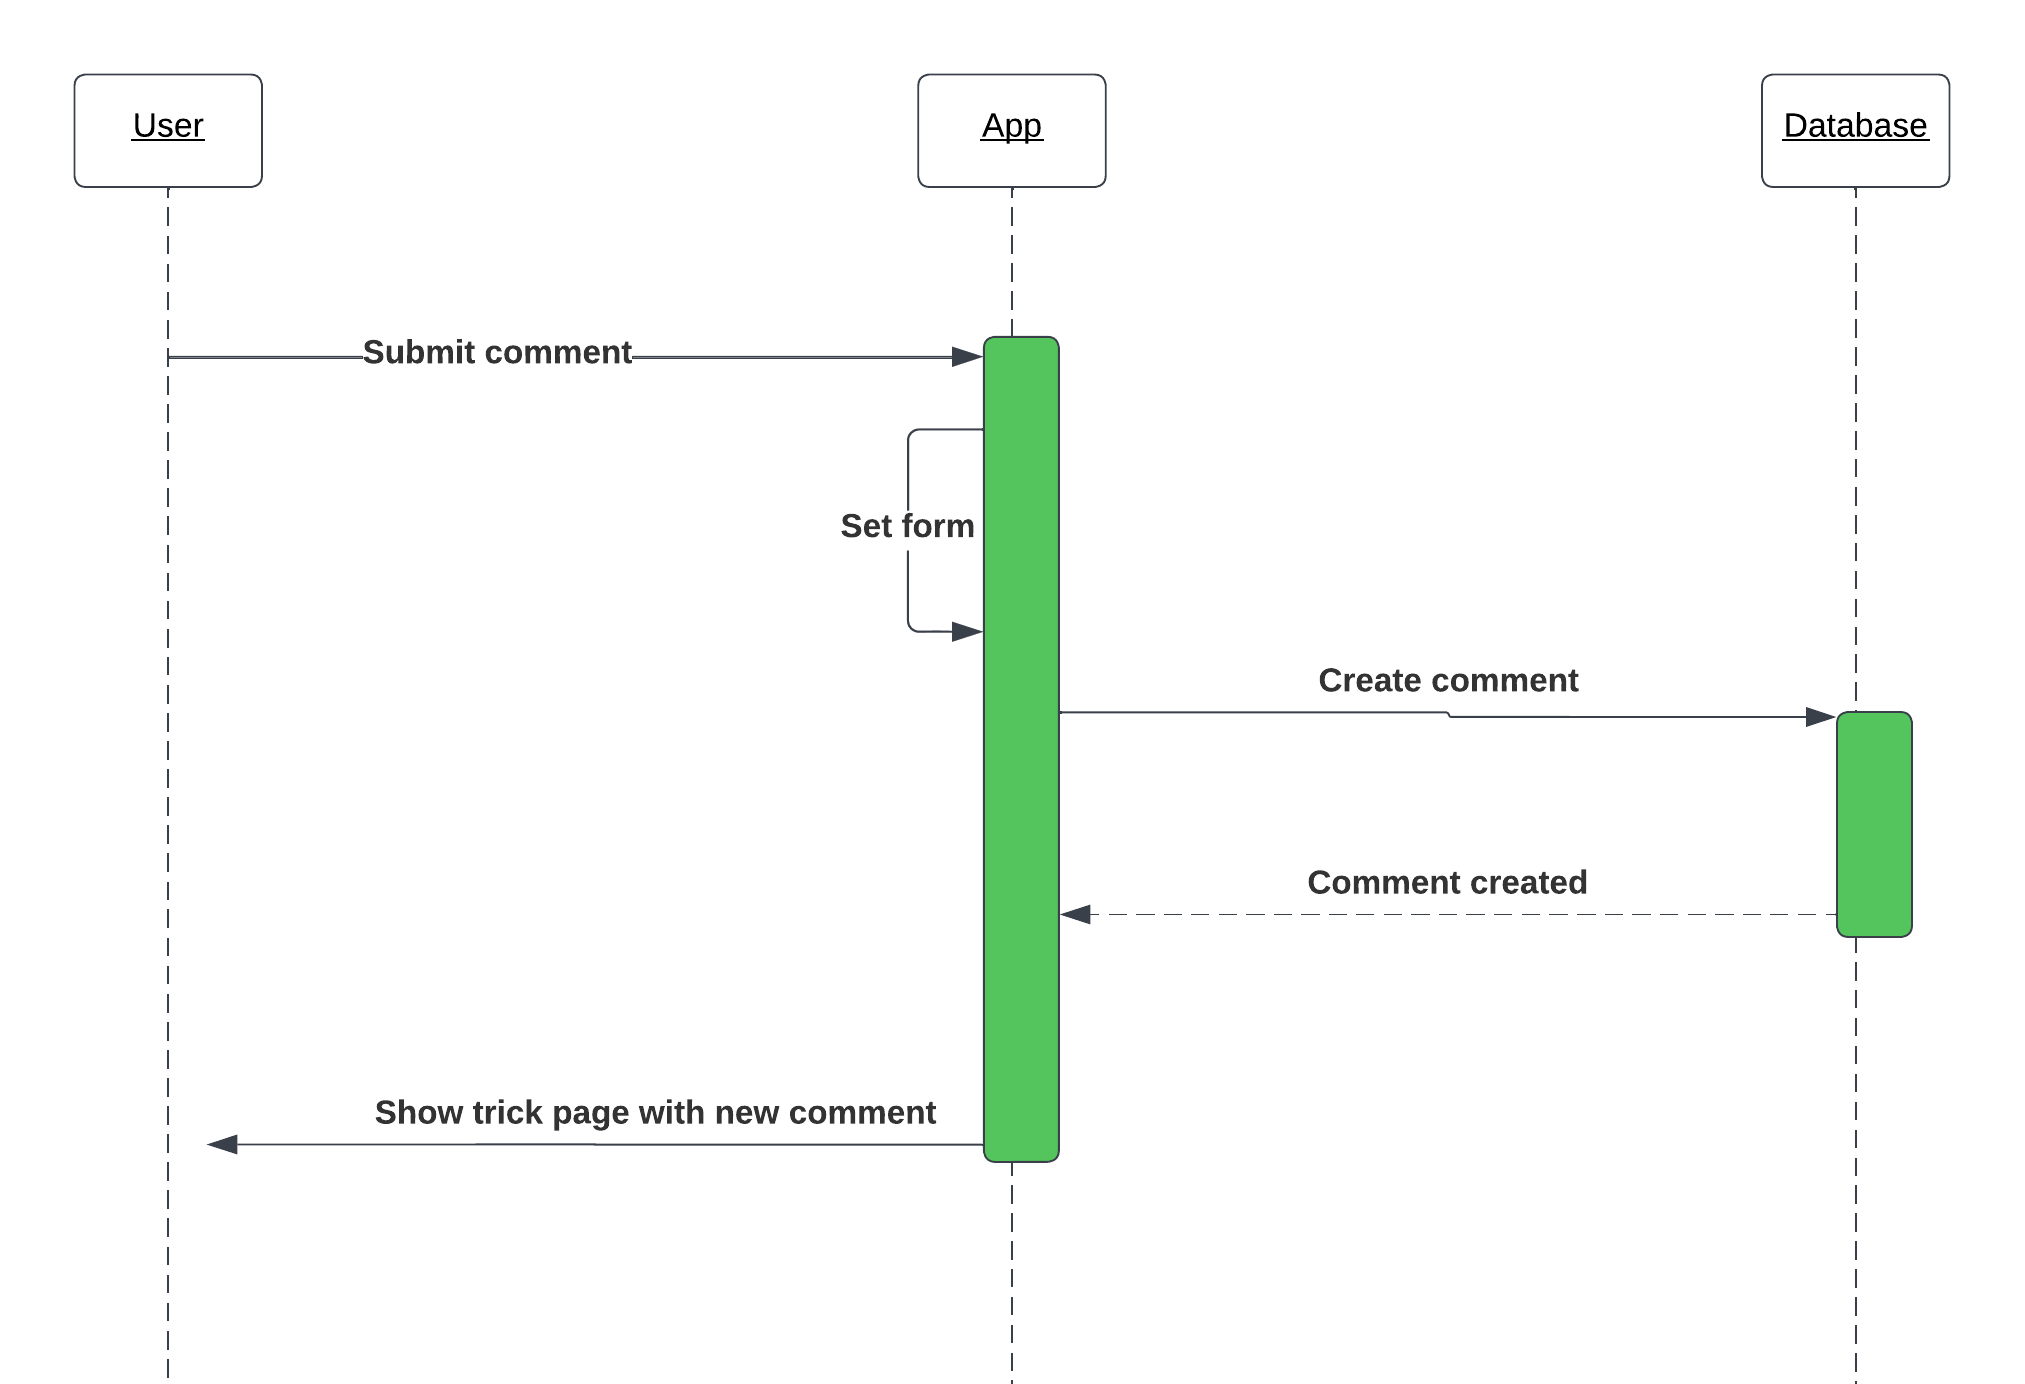 User
App
Database
Submit comment
Set form
Create comment
Comment created
Show trick page with new comment